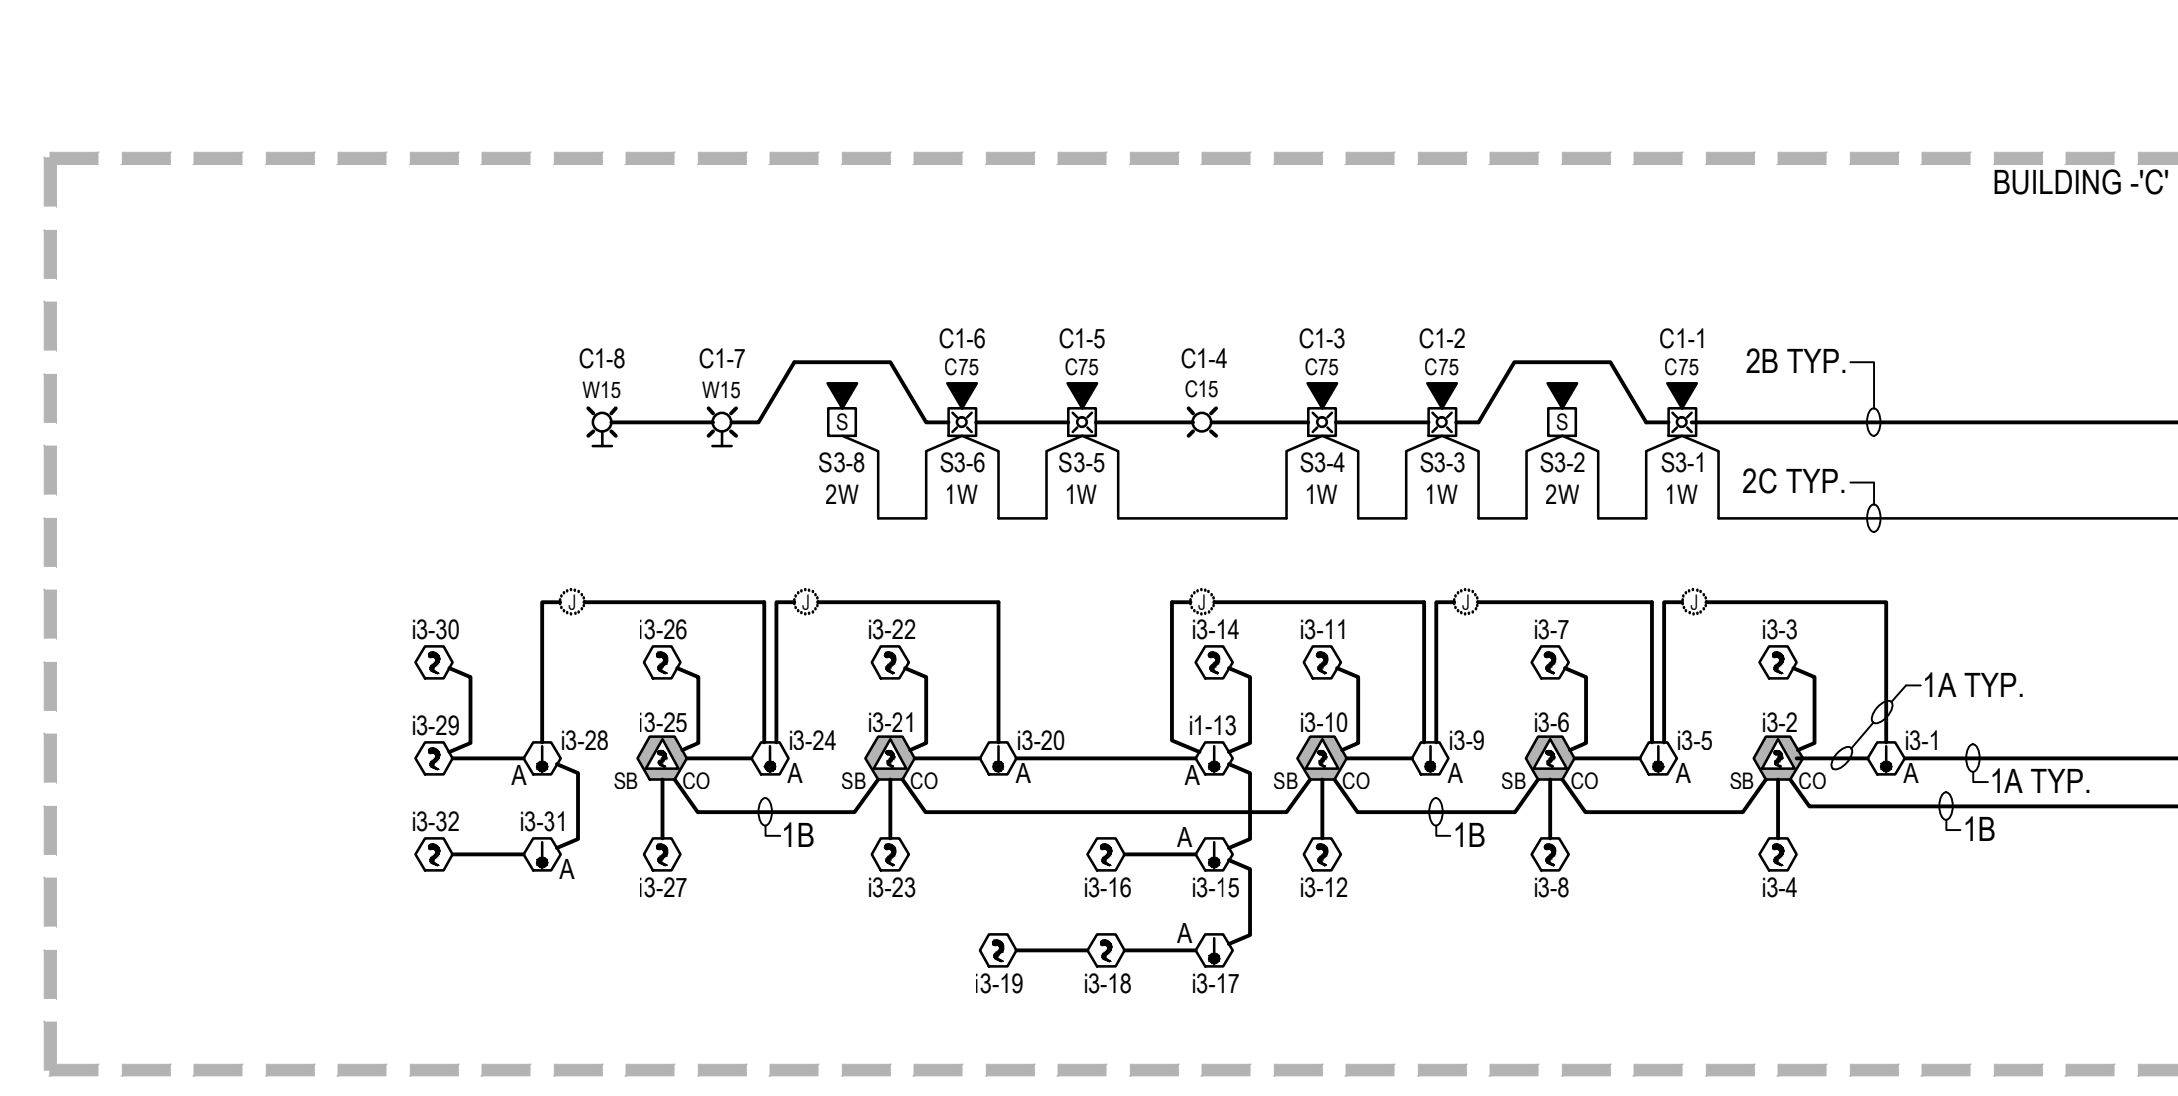 BUILDING -'C'
C1-8
W15
C1-7
W15
C1-6
C75
C1-5
C75
C1-4
C15
C1-3
C75
C1-2
C75
C1-1
C75
2B TYP.
S
S
S3-8
2W
S3-6
1W
S3-5
1W
S3-4
1W
S3-3
1W
S3-2
2W
S3-1
1W
2C TYP.
J
J
J
J
J
i3-30
i3-26
i3-22
i3-14
i3-11
i3-7
i3-3
1A TYP.
i3-29
i3-28
A
i3-25
SB
CO
i3-24
A
i3-21
SB
CO
i3-20
A
i1-13
A
i3-10
SB
CO
i3-9
A
i3-6
SB
CO
i3-5
A
i3-2
SB
CO
i3-1
A
1A TYP.
1B
1B
1B
i3-32
i3-31
A
i3-27
i3-23
A
i3-16
i3-15
i3-12
i3-8
i3-4
A
i3-19
i3-18
i3-17